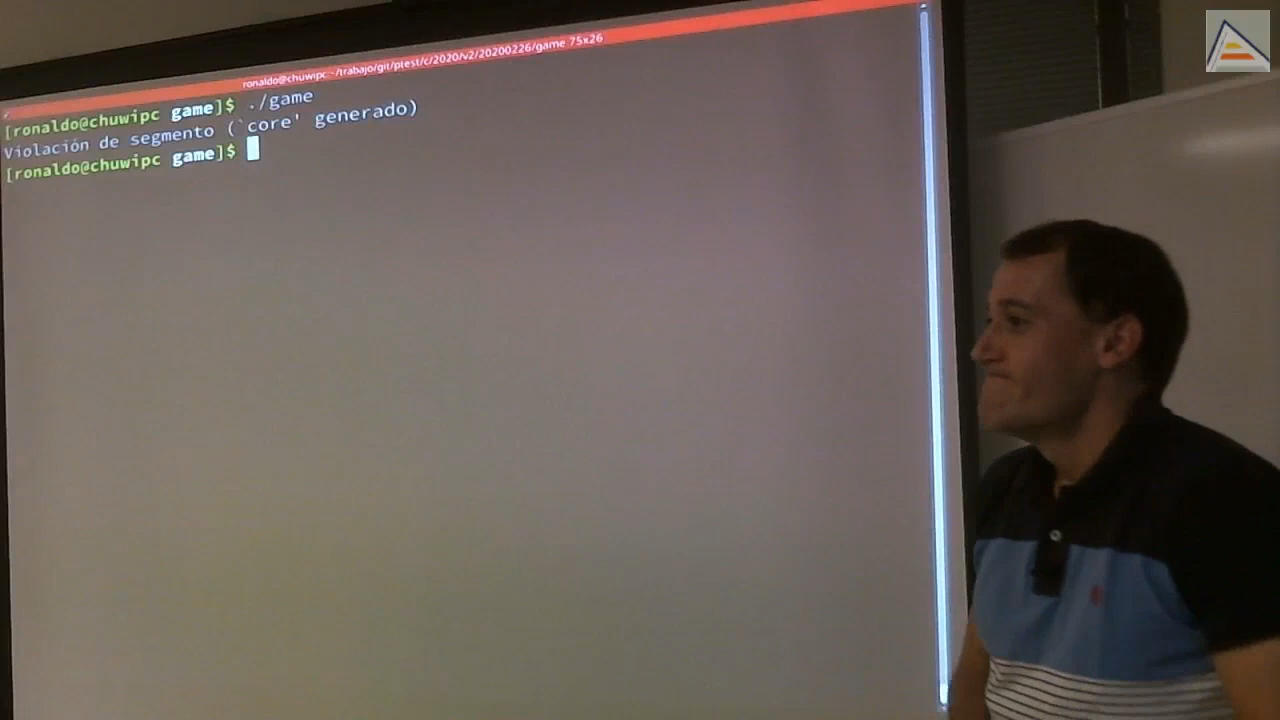 ronaldo@chuwipc:~/trabajo/git/ptest/c/2020/v2/20200226/game 75x26
[ronaldo@chuwipc game]$ ./game
Violación de segmento (`core' generado)
[ronaldo@chuwipc game]$